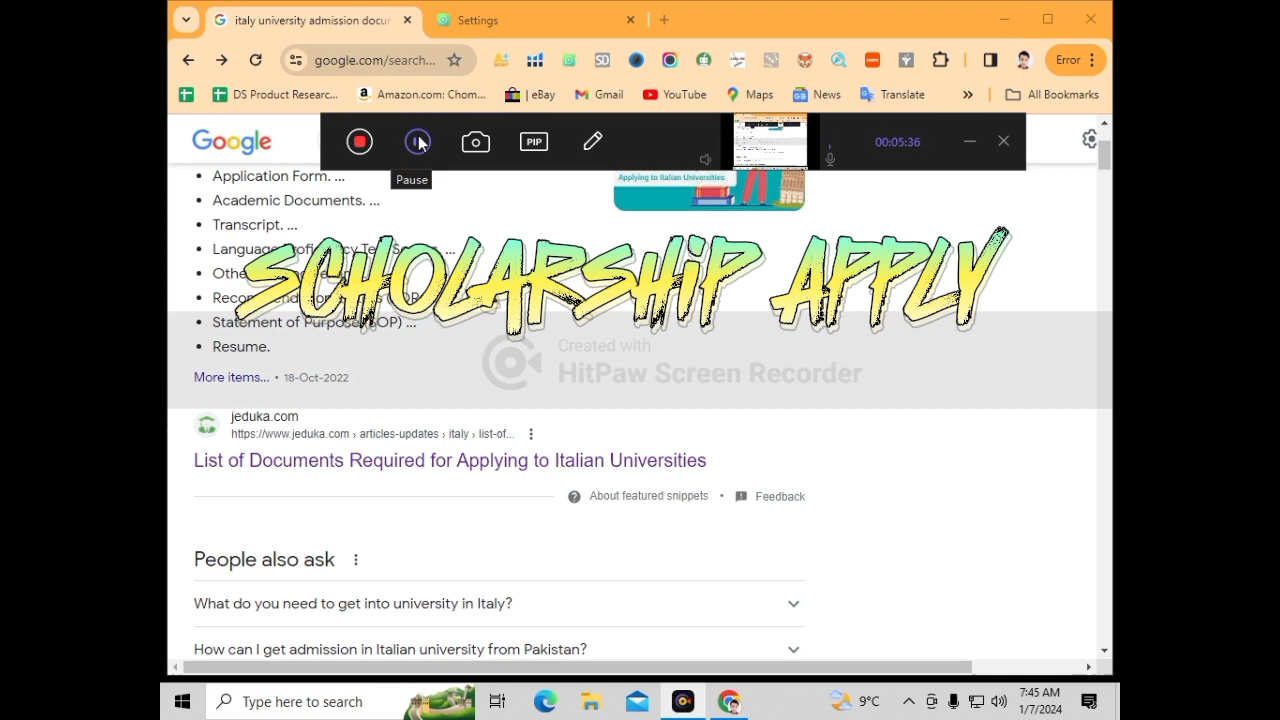 italy university admission docu
Settings
google.com/search...
Error
DS Product Researc...
Amazon.com: Chom...
eBay
Gmail
YouTube
Maps
News
Translate
All Bookmarks
Google
PIP
00:05:36
Pause
Application Form. ...
Applying to Italian Universities
Academic Documents. ...
Transcript. ...
SCHOLARSHIP APPLY
Statement of Purpose (SOP) ...
Resume.
Created with
HitPaw Screen Recorder
More items... • 18-Oct-2022
jeduka.com
https://www.jeduka.com › articles-updates › italy › list-of...
List of Documents Required for Applying to Italian Universities
About featured snippets • Feedback
People also ask
What do you need to get into university in Italy?
How can I get admission in Italian university from Pakistan?
Type here to search
9°C
7:45 AM
1/7/2024